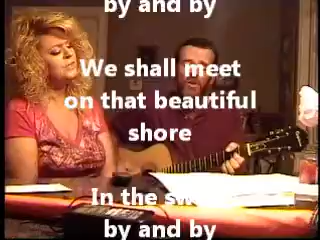 by and by
We shall meet
on that beautiful
shore
In the
by and by